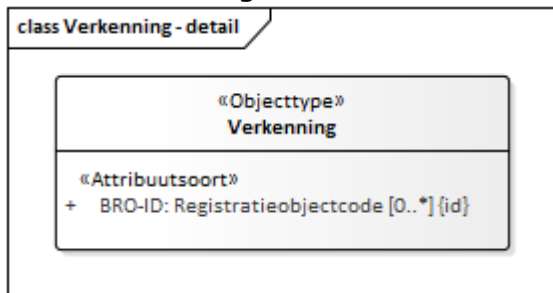 class Verkenning - detail
«Objecttype»
Verkenning
«Attribuutsoort»
+ BRO-ID: Registratieobjectcode [0..*] {id}